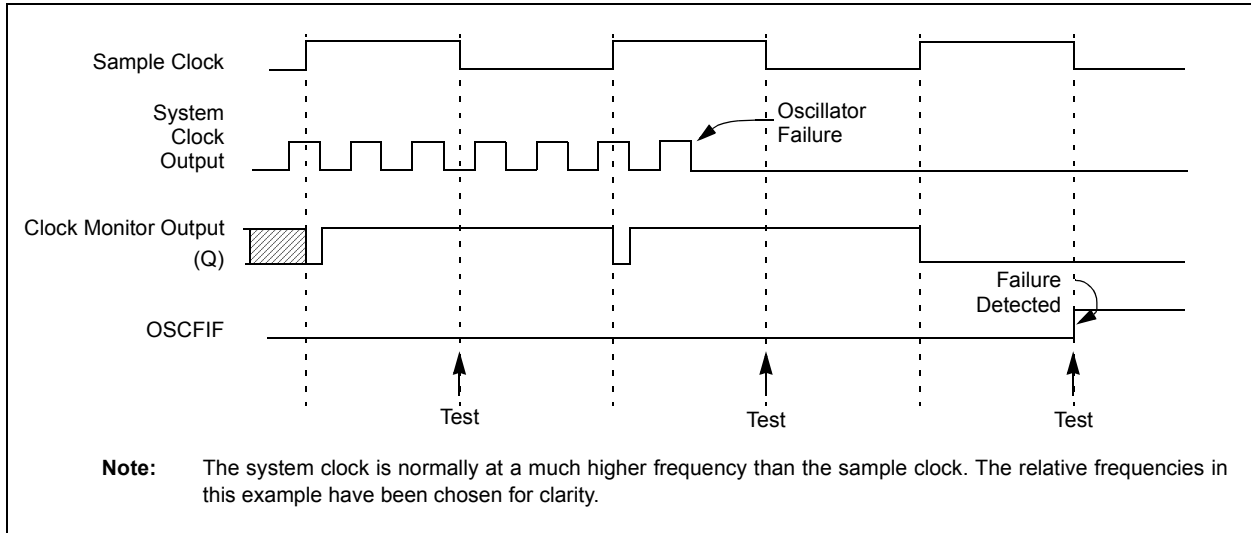 Sample Clock
System
Clock
Output
Oscillator
Failure
Clock Monitor Output
(Q)
Failure
Detected
OSCFIF
Test
Test
Test
Note: The system clock is normally at a much higher frequency than the sample clock. The relative frequencies in
this example have been chosen for clarity.